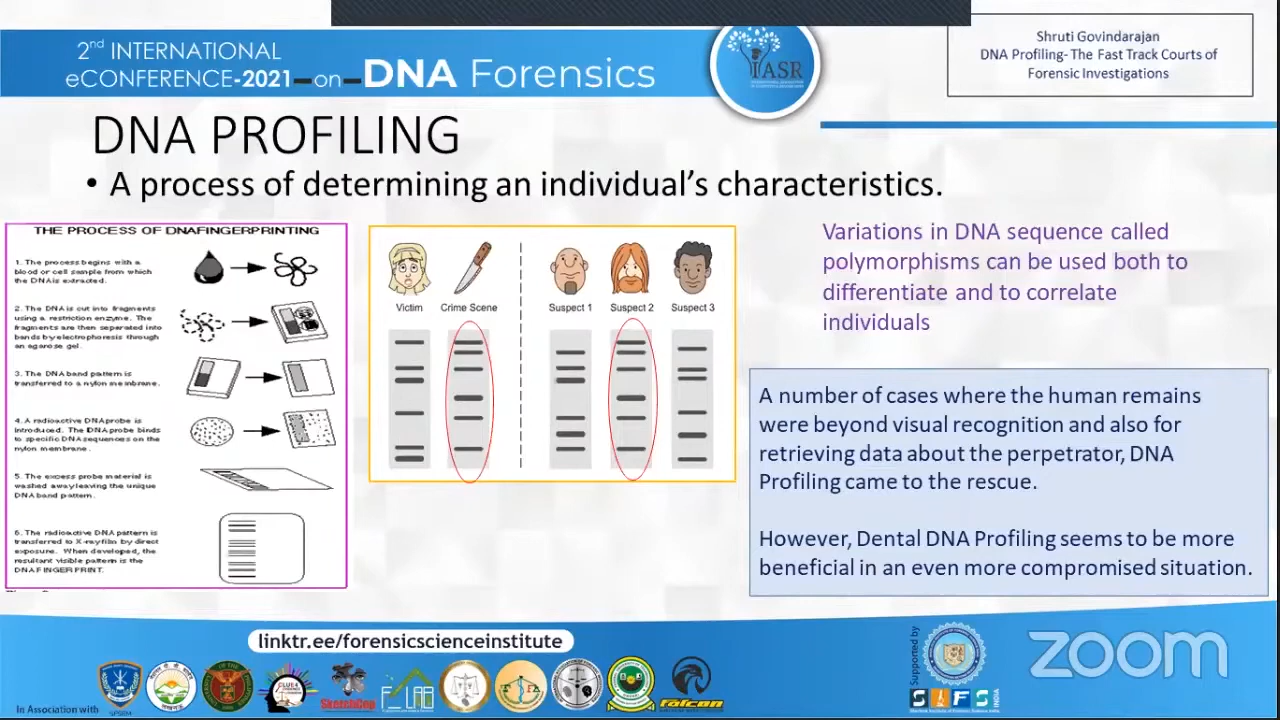 2nd INTERNATIONAL
eCONFERENCE-2021 on DNA Forensics
IASR
Shruti Govindarajan
DNA Profiling- The Fast Track Courts of
Forensic Investigations
DNA PROFILING
• A process of determining an individual's characteristics.
THE PROCESS OF DNAFINGERPRINTING
1. The process begins with a
blood or cell sample from which
the DNA is extracted.
2. The DNA is cut into fragments
using a restriction enzyme. The
fragments are then separated into
bands by electrophoresis through
an agarose gel.
3. The DNA band pattern is
transferred to a nylon membrane.
4. A radioactive DNA probe is
introduced. The DNA probe binds
to specific DNA sequences on the
nylon membrane.
5. The excess probe material is
washed away leaving the unique
DNA band pattern.
6. The radioactive DNA pattern is
transferred to X-ray film by direct
exposure. When developed, the
resultant visible pattern is the
DNA FINGERPRINT.
Victim Crime Scene Suspect 1 Suspect 2 Suspect 3
Variations in DNA sequence called
polymorphisms can be used both to
differentiate and to correlate
individuals
A number of cases where the human remains
were beyond visual recognition and also for
retrieving data about the perpetrator, DNA
Profiling came to the rescue.
However, Dental DNA Profiling seems to be more
beneficial in an even more compromised situation.
linktr.ee/forensicscienceinstitute
In Association with
SketchCop
F LAB
falcon
Supported by
SIFS
INDIA
zoom